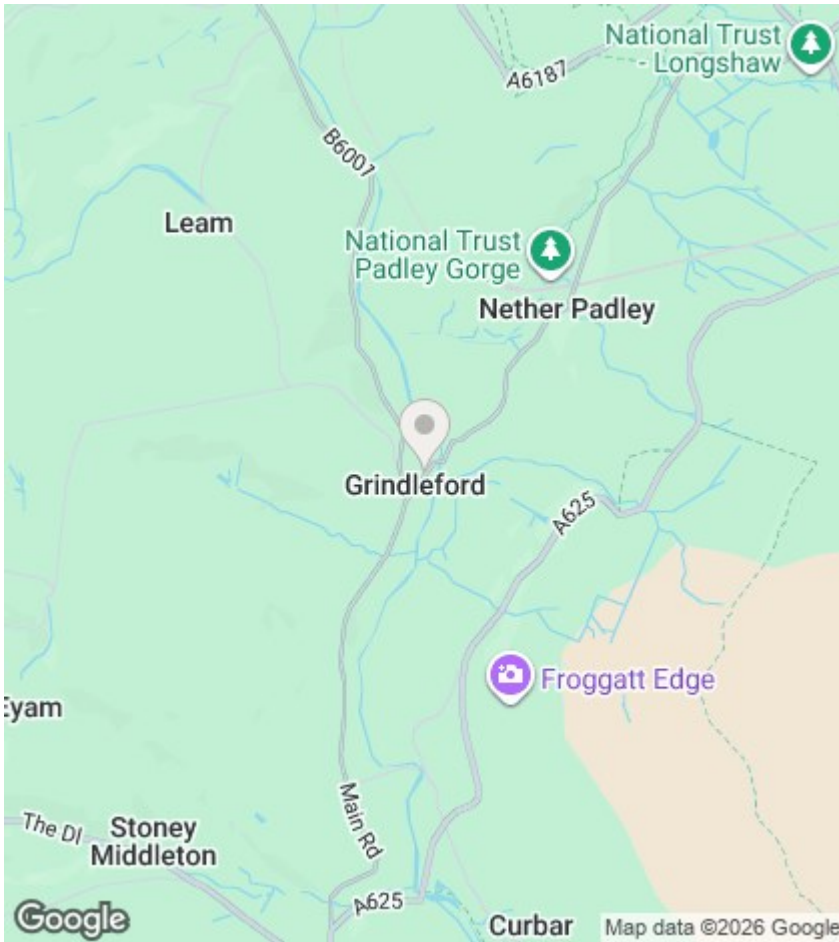 National Trust
- Longshaw
A6187
B6001
Leam
National Trust
Padley Gorge
Nether Padley
Grindleford
A625
Froggatt Edge
Eyam
Main Rd
The Dl
Stoney
Middleton
A625
Curbar
Google
Map data ©2026 Google